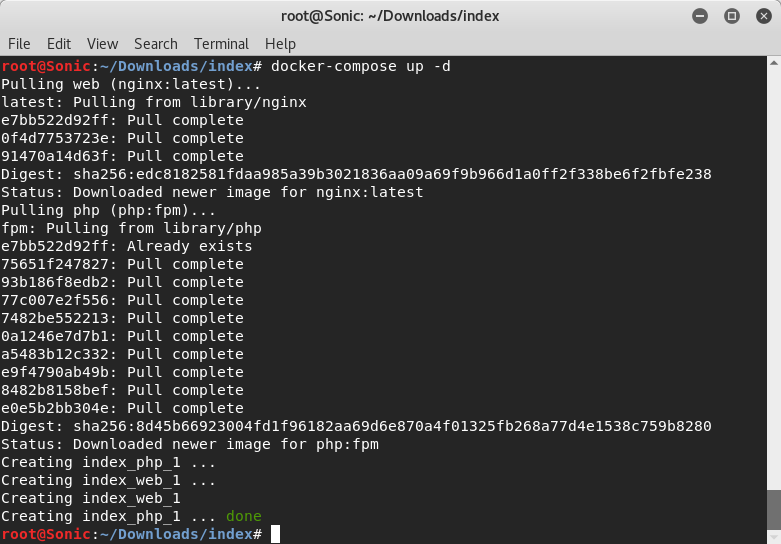 root@Sonic: ~/Downloads/index
File Edit View Search Terminal Help
root@Sonic:~/Downloads/index# docker-compose up -d
Pulling web (nginx:latest)...
latest: Pulling from library/nginx
e7bb522d92ff: Pull complete
0f4d7753723e: Pull complete
91470a14d63f: Pull complete
Digest: sha256:edc8182581fdaa985a39b3021836aa09a69f9b966d1a0ff2f338be6f2fbfe238
Status: Downloaded newer image for nginx:latest
Pulling php (php:fpm)...
fpm: Pulling from library/php
e7bb522d92ff: Already exists
75651f247827: Pull complete
93b186f8edb2: Pull complete
77c007e2f556: Pull complete
7482be552213: Pull complete
0a1246e7d7b1: Pull complete
a5483b12c332: Pull complete
e9f4790ab49b: Pull complete
8482b8158bef: Pull complete
e0e5b2bb304e: Pull complete
Digest: sha256:8d45b66923004fd1f96182aa69d6e870a4f01325fb268a77d4e1538c759b8280
Status: Downloaded newer image for php:fpm
Creating index_php_1 ...
Creating index_web_1 ...
Creating index_web_1
Creating index_php_1 ... done
root@Sonic:~/Downloads/index#